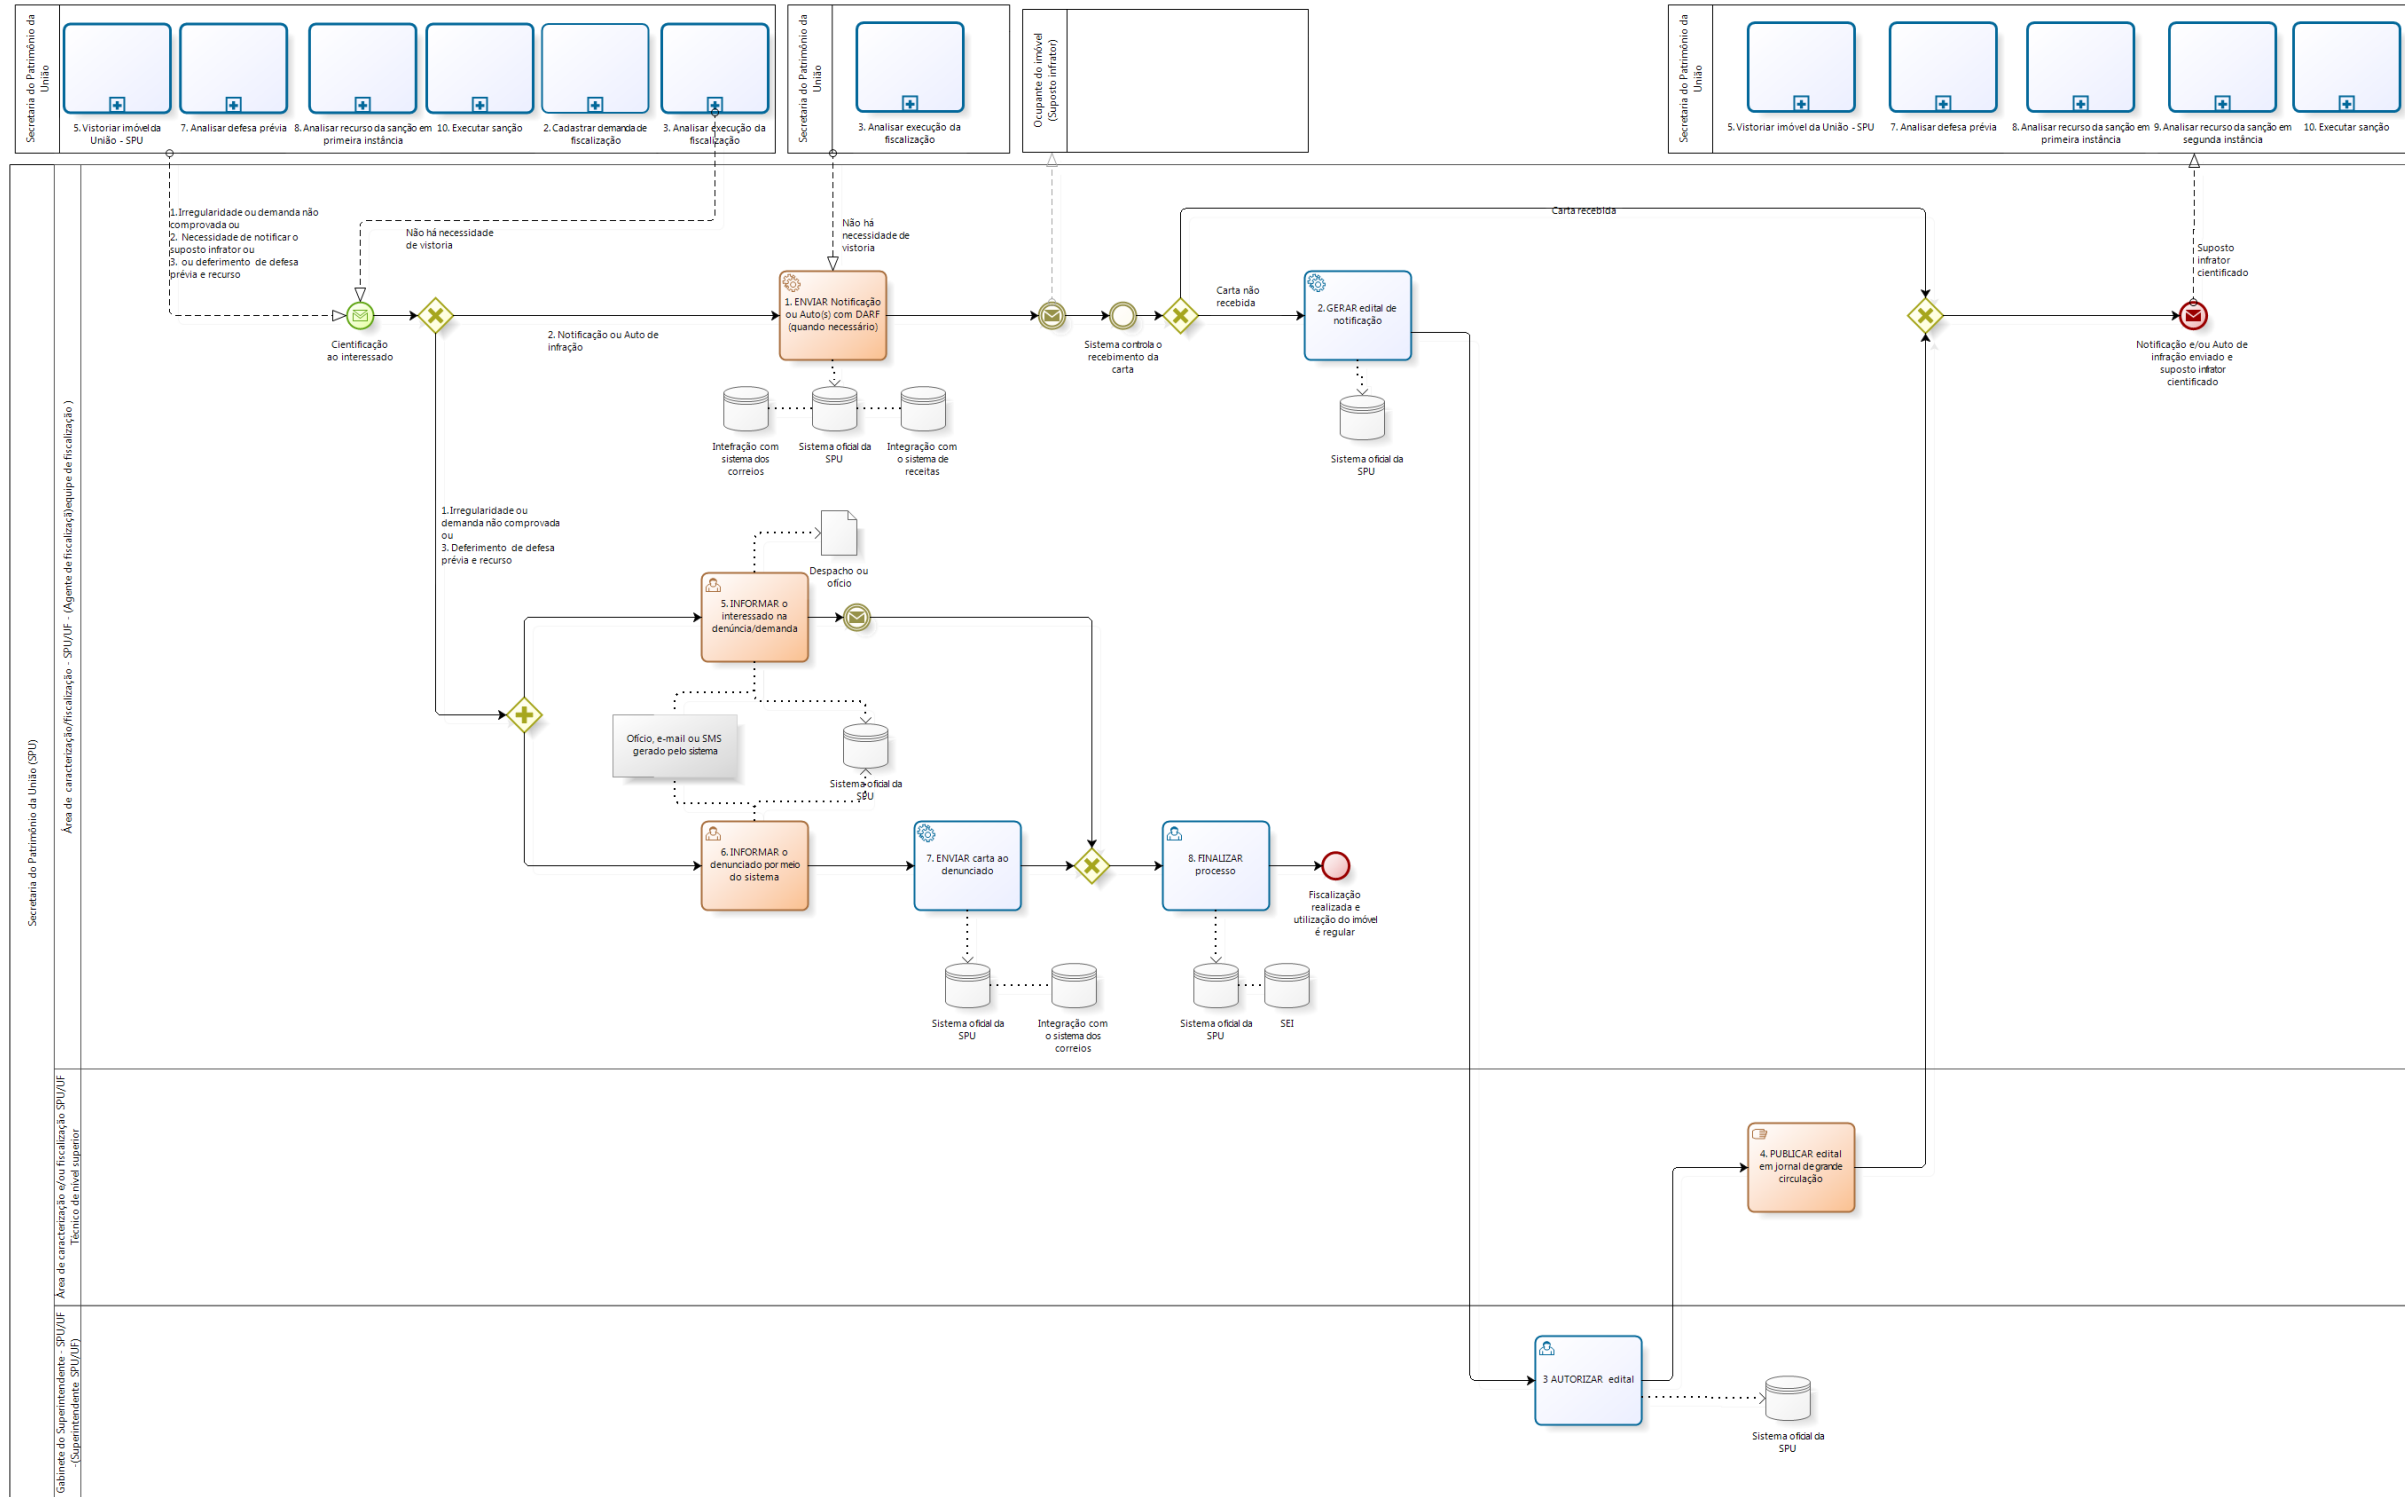 Secretaria do Patrimônio da
União
5. Vistoriar imóvel da
União - SPU
7. Analisar defesa prévia
8. Analisar recurso da sanção em
primeira instância
10. Executar sanção
2. Cadastrar demanda de
fiscalização
3. Analisar execução da
fiscalização
Secretaria do Patrimônio da
União
3. Analisar execução da
fiscalização
Ocupante do imóvel
(Suposto infrator)
Secretaria do Patrimônio da
União
5. Vistoriar imóvel da União - SPU
7. Analisar defesa prévia
8. Analisar recurso da sanção em
primeira instância
9. Analisar recurso da sanção em
segunda instância
10. Executar sanção
Secretaria do Patrimônio da União (SPU)
Área de caracterização/fiscalização - SPU/UF - (Agente de fiscalizaçã)equipe de fiscalização )
1. Irregularidade ou demanda não
comprovada ou
2. Necessidade de notificar o
suposto infrator ou
3. ou deferimento de defesa
prévia e recurso
Não há necessidade
de vistoria
Não há
necessidade de
vistoria
Carta recebida
Suposto
infrator
cientificado
Cientificação
ao interessado
2. Notificação ou Auto de
infração
1. ENVIAR Notificação
ou Auto(s) com DARF
(quando necessário)
Sistema controla o
recebimento da
carta
Carta não
recebida
2. GERAR edital de
notificação
Notificação e/ou Auto de
infração enviado e
suposto infrator
cientificado
Intefração com
sistema dos
correios
Sistema oficial da
SPU
Integração com
o sistema de
receitas
Sistema oficial da
SPU
1. Irregularidade ou
demanda não comprovada
ou
3. Deferimento de defesa
prévia e recurso
Despacho ou
ofício
5. INFORMAR o
interessado na
denúncia/demanda
Ofício, e-mail ou SMS
gerado pelo sistema
Sistema oficial da
SPU
6. INFORMAR o
denunciado por meio
do sistema
7. ENVIAR carta ao
denunciado
8. FINALIZAR
processo
Fiscalização
realizada e
utilização do imóvel
é regular
Sistema oficial da
SPU
Integração com
o sistema dos
correios
Sistema oficial da
SPU
SEI
Área de caracterização e/ou fiscalização SPU/UF
Técnico de nível superior
4. PUBLICAR edital
em jornal de grande
circulação
Gabinete do Superintendente - SPU/UF
-(Superintendente SPU/UF)
3 AUTORIZAR edital
Sistema oficial da
SPU